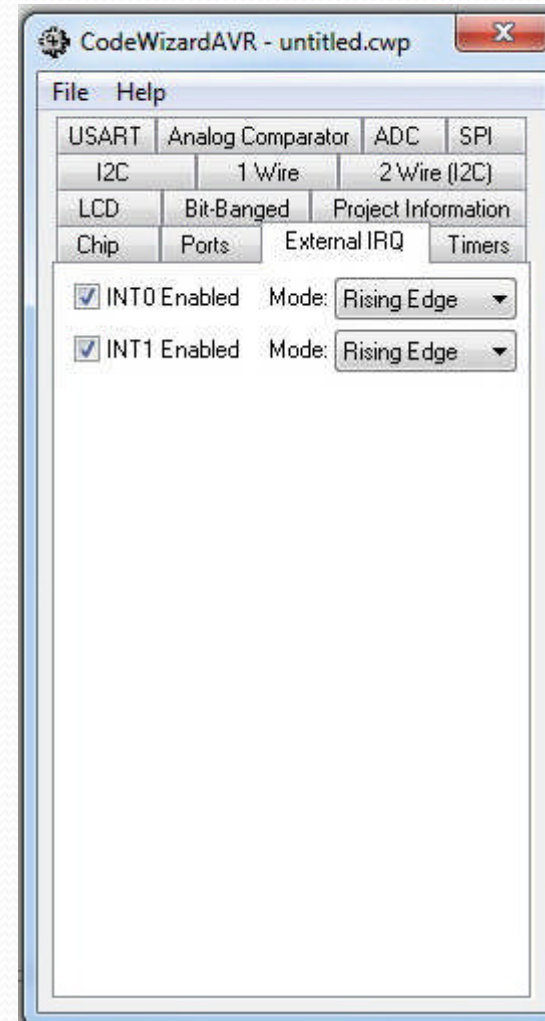 CodeWizardAVR - untitled.cwp
File Help
USART Analog Comparator ADC SPI
I2C 1 Wire 2 Wire (I2C)
LCD Bit-Banged Project Information
Chip Ports External IRQ Timers
INT0 Enabled Mode: Rising Edge
INT1 Enabled Mode: Rising Edge